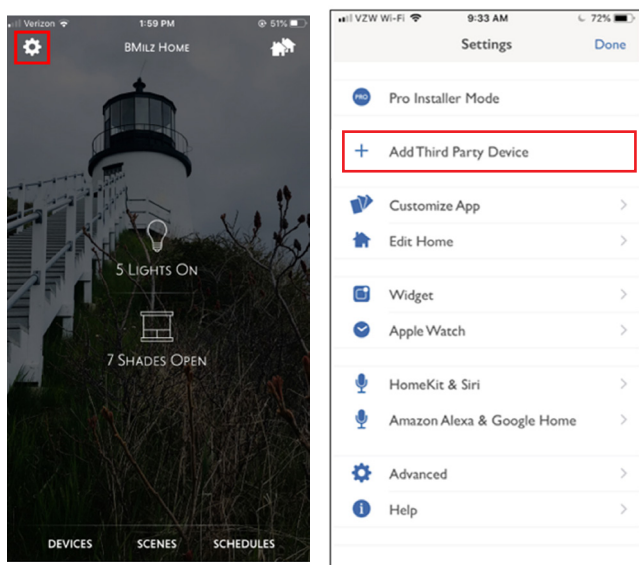 Verizon 1:59 PM 51%
BMILZ HOME
5 LIGHTS ON
7 SHADES OPEN
DEVICES SCENES SCHEDULES
VZW Wi-Fi 9:33 AM 72%
Settings Done
PRO Pro Installer Mode
Add Third Party Device
Customize App
Edit Home
Widget
Apple Watch
HomeKit & Siri
Amazon Alexa & Google Home
Advanced
Help